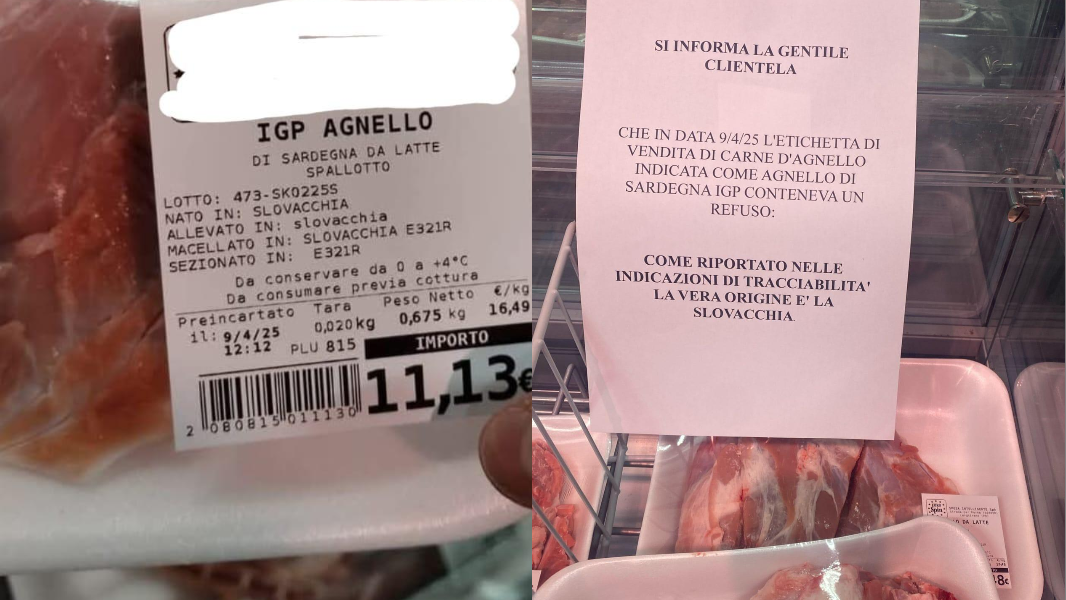 IGP AGNELLO
DI SARDEGNA DA LATTE
SPALLOTTO
LOTTO: 473-SK0225S
NATO IN: SLOVACCHIA
ALLEVATO IN: slovacchia
MACELLATO IN: SLOVACCHIA E321R
SEZIONATO IN: E321R
Da conservare da 0 a +4°C
Da consumare previa cottura
Preincartato Tara Peso Netto €/kg
il: 9/4/25 0,020 kg 0,675 kg 16,49
12:12 PLU 815 IMPORTO
11,13€
2 080815 011130
SI INFORMA LA GENTILE
CLIENTELA
CHE IN DATA 9/4/25 L'ETICHETTA DI
VENDITA DI CARNE D'AGNELLO
INDICATA COME AGNELLO DI
SARDEGNA IGP CONTENEVA UN
REFUSO:
COME RIPORTATO NELLE
INDICAZIONI DI TRACCIABILITA'
LA VERA ORIGINE E' LA
SLOVACCHIA.
DA LATTE